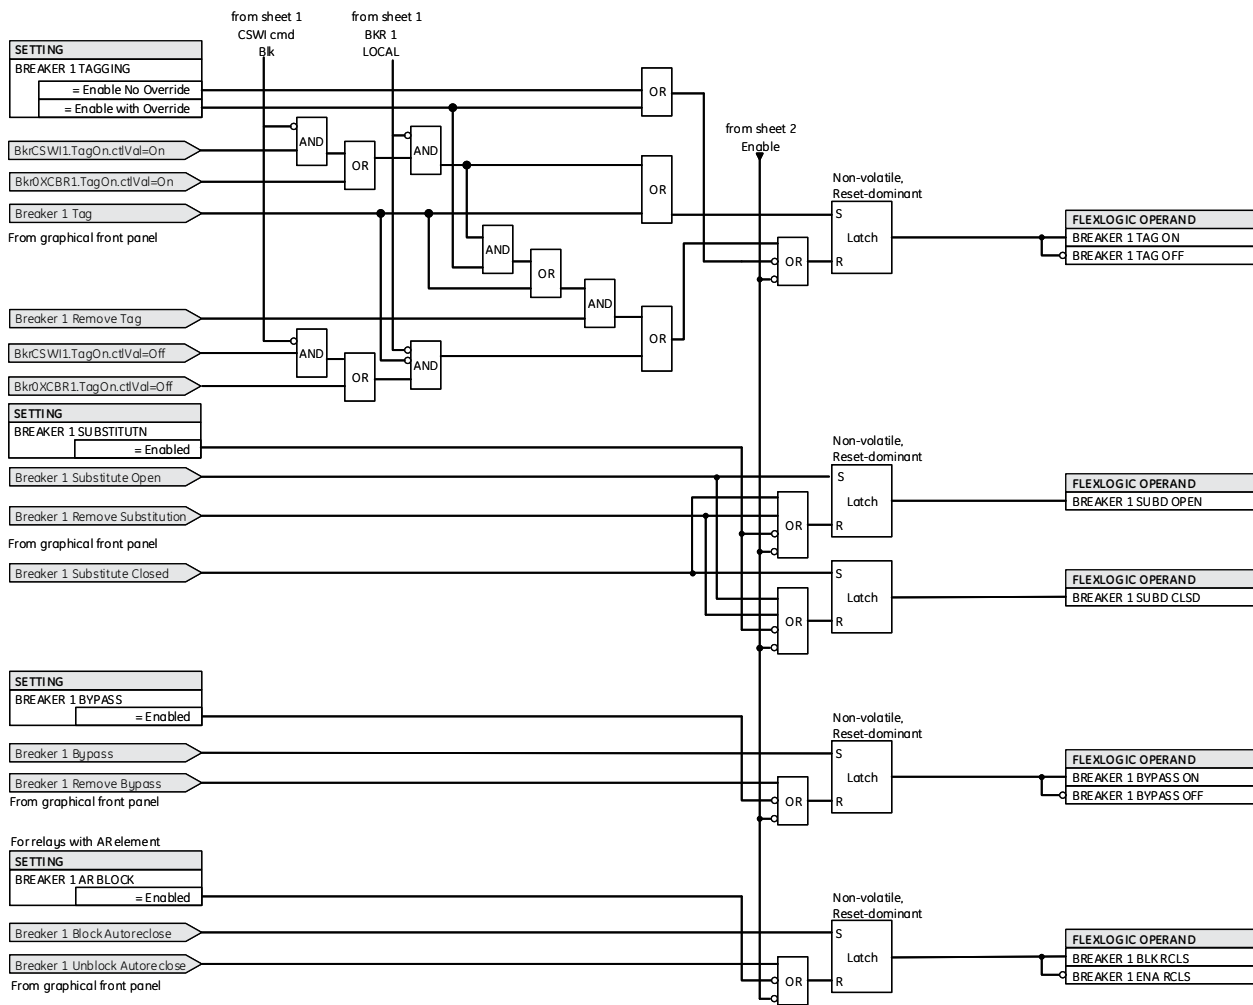 from sheet 1
CSWI cmd
Blk
from sheet 1
BKR 1
LOCAL
SETTING
BREAKER 1 TAGGING
= Enable No Override
= Enable with Override
OR
from sheet 2
Enable
BkrCSWI1.TagOn.ctlVal=On
AND
AND
OR
Bkr0XCBR1.TagOn.ctlVal=On
OR
Non-volatile,
Reset-dominant
Breaker 1 Tag
S
Latch
R
FLEXLOGIC OPERAND
BREAKER 1 TAG ON
BREAKER 1 TAG OFF
From graphical front panel
AND
OR
OR
AND
Breaker 1 Remove Tag
OR
BkrCSWI1.TagOn.ctlVal=Off
AND
AND
OR
Bkr0XCBR1.TagOn.ctlVal=Off
SETTING
BREAKER 1 SUBSTITUTN
= Enabled
Non-volatile,
Reset-dominant
Breaker 1 Substitute Open
S
Latch
R
FLEXLOGIC OPERAND
BREAKER 1 SUBD OPEN
Breaker 1 Remove Substitution
OR
From graphical front panel
Breaker 1 Substitute Closed
S
Latch
R
FLEXLOGIC OPERAND
BREAKER 1 SUBD CLSD
OR
SETTING
BREAKER 1 BYPASS
= Enabled
Non-volatile,
Reset-dominant
Breaker 1 Bypass
S
Latch
R
FLEXLOGIC OPERAND
BREAKER 1 BYPASS ON
BREAKER 1 BYPASS OFF
Breaker 1 Remove Bypass
OR
From graphical front panel
For relays with AR element
SETTING
BREAKER 1 AR BLOCK
= Enabled
Non-volatile,
Reset-dominant
Breaker 1 Block Autoreclose
S
Latch
R
FLEXLOGIC OPERAND
BREAKER 1 BLK RCLS
BREAKER 1 ENA RCLS
Breaker 1 Unblock Autoreclose
OR
From graphical front panel